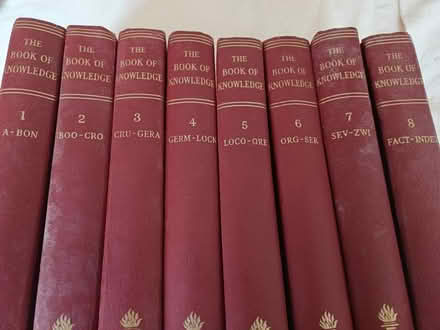 THE
BOOK OF
KNOWLEDGE
1
A-BON
THE
BOOK OF
KNOWLEDGE
2
BOO-CRO
THE
BOOK OF
KNOWLEDGE
3
CRU-GERA
THE
BOOK OF
KNOWLEDGE
4
GERM-LOCK
THE
BOOK OF
KNOWLEDGE
5
LOCO-ORE
THE
BOOK OF
KNOWLEDGE
6
ORG-SER
THE
BOOK OF
KNOWLEDGE
7
SEV-ZWI
THE
BOOK OF
KNOWLEDGE
8
FACT-INDE